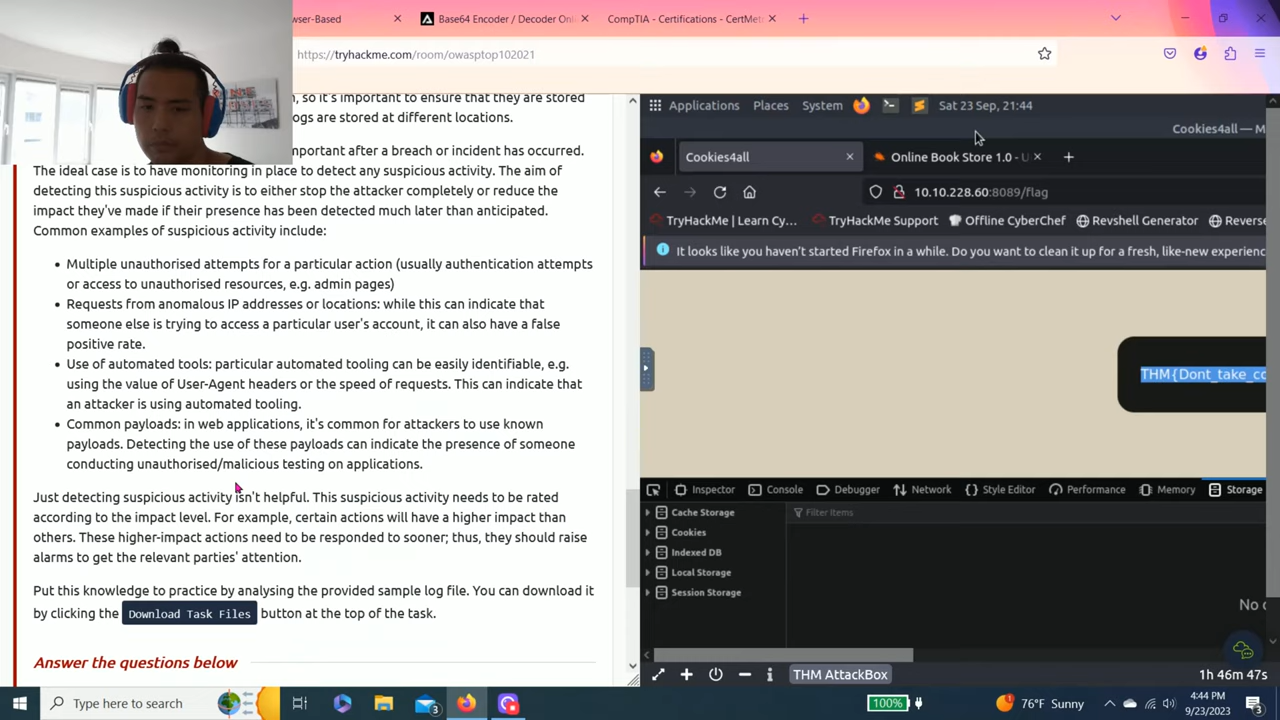 wser-Based
Base64 Encoder / Decoder Onl
CompTIA - Certifications - CertMetr
https://tryhackme.com/room/owasptop102021
, so it's important to ensure that they are stored
ogs are stored at different locations.
mportant after a breach or incident has occurred.
The ideal case is to have monitoring in place to detect any suspicious activity. The aim of
detecting this suspicious activity is to either stop the attacker completely or reduce the
impact they've made if their presence has been detected much later than anticipated.
Common examples of suspicious activity include:
• Multiple unauthorised attempts for a particular action (usually authentication attempts
or access to unauthorised resources, e.g. admin pages)
• Requests from anomalous IP addresses or locations: while this can indicate that
someone else is trying to access a particular user's account, it can also have a false
positive rate.
• Use of automated tools: particular automated tooling can be easily identifiable, e.g.
using the value of User-Agent headers or the speed of requests. This can indicate that
an attacker is using automated tooling.
• Common payloads: in web applications, it's common for attackers to use known
payloads. Detecting the use of these payloads can indicate the presence of someone
conducting unauthorised/malicious testing on applications.
Just detecting suspicious activity isn't helpful. This suspicious activity needs to be rated
according to the impact level. For example, certain actions will have a higher impact than
others. These higher-impact actions need to be responded to sooner; thus, they should raise
alarms to get the relevant parties' attention.
Put this knowledge to practice by analysing the provided sample log file. You can download it
by clicking the Download Task Files button at the top of the task.
Answer the questions below
Applications Places System Sat 23 Sep, 21:44
Cookies4all — M
Cookies4all
Online Book Store 1.0 - U
10.10.228.60:8089/flag
TryHackMe | Learn Cy... TryHackMe Support Offline CyberChef Revshell Generator Reverse
It looks like you haven't started Firefox in a while. Do you want to clean it up for a fresh, like-new experienc
THM{Dont_take_co
Inspector Console Debugger Network Style Editor Performance Memory Storage
Cache Storage
Filter Items
Cookies
Indexed DB
Local Storage
Session Storage
No
THM AttackBox
1h 46m 47s
Type here to search
3
100%
76°F Sunny
4:44 PM
9/23/2023
3